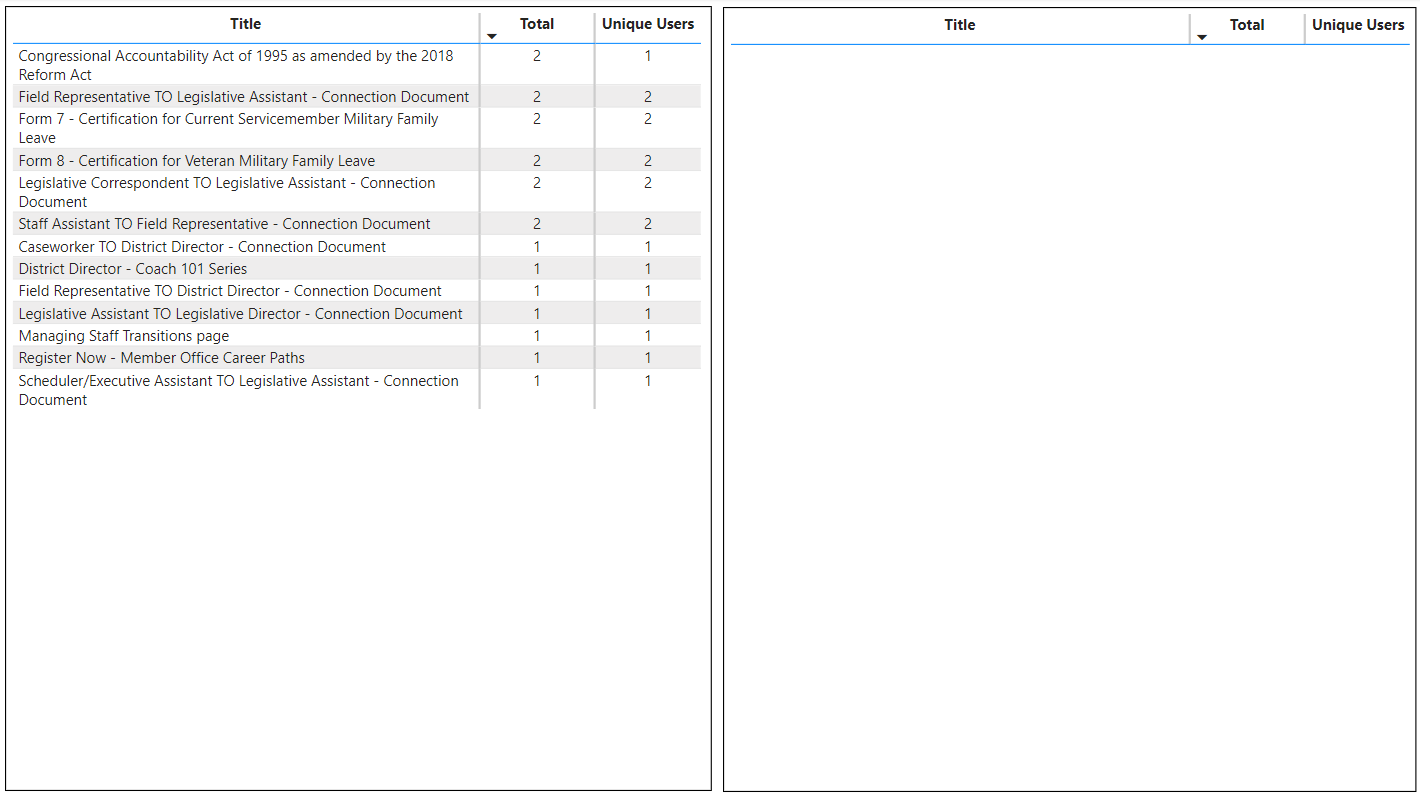 Title Total Unique Users
Congressional Accountability Act of 1995 as amended by the 2018 2 1
Reform Act
Field Representative TO Legislative Assistant - Connection Document 2 2
Form 7 - Certification for Current Servicemember Military Family 2 2
Leave
Form 8 - Certification for Veteran Military Family Leave 2 2
Legislative Correspondent TO Legislative Assistant - Connection 2 2
Document
Staff Assistant TO Field Representative - Connection Document 2 2
Caseworker TO District Director - Connection Document 1 1
District Director - Coach 101 Series 1 1
Field Representative TO District Director - Connection Document 1 1
Legislative Assistant TO Legislative Director - Connection Document 1 1
Managing Staff Transitions page 1 1
Register Now - Member Office Career Paths 1 1
Scheduler/Executive Assistant TO Legislative Assistant - Connection 1 1
Document
Title Total Unique Users